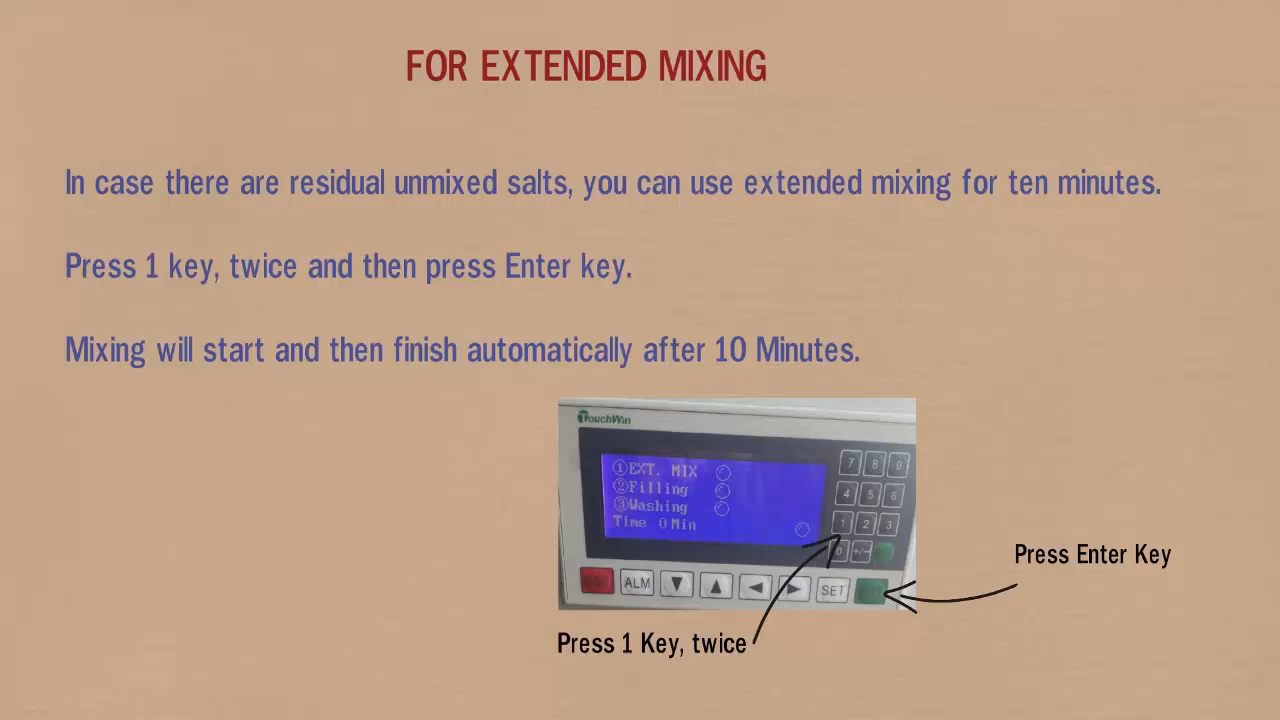 FOR EXTENDED MIXING
In case there are residual unmixed salts, you can use extended mixing for ten minutes.
Press 1 key, twice and then press Enter key.
Mixing will start and then finish automatically after 10 Minutes.
TouchWin
①EXT. MIX
②Filling
③Washing
Time 0 Min
7 8 9
4 5 6
1 2 3
0 +/-
ALM ▼ ▲ ◀ ▶ SET
Press Enter Key
Press 1 Key, twice